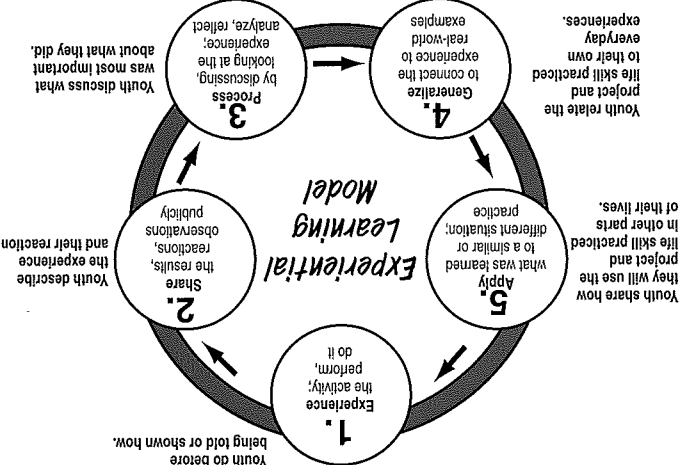 Youth do before
being told or shown how.
1.
Experience
the activity;
perform,
do it
Youth share how
they will use the
project and
life skill practiced
in other parts
of their lives.
5.
Apply
what was learned
to a similar or
different situation;
practice
Experiential
Learning
Model
2.
Share
the results,
reactions,
observations
publicly
Youth describe
the experience
and their reaction
Youth relate the
project and
life skill practiced
to their own
everyday
experiences.
4.
Generalize
to connect the
experience to
real-world
examples
3.
Process
by discussing,
looking at the
experience;
analyze, reflect
Youth discuss what
was most important
about what they did.